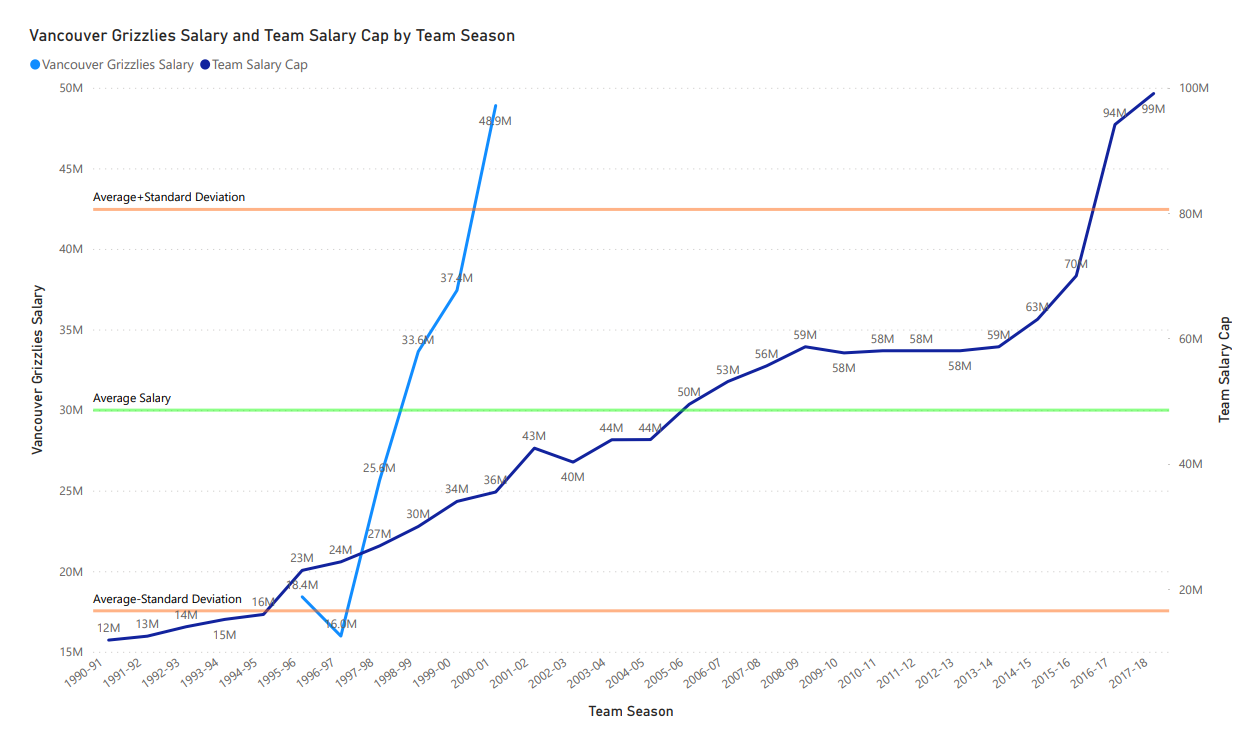 Vancouver Grizzlies Salary and Team Salary Cap by Team Season
Vancouver Grizzlies Salary Team Salary Cap
50M
45M
40M
35M
30M
25M
20M
15M
Vancouver Grizzlies Salary
100M
80M
60M
40M
20M
Team Salary Cap
Average+Standard Deviation
Average Salary
Average-Standard Deviation
18.4M
16.0M
25.6M
33.6M
37.4M
48.9M
12M
13M
14M
15M
16M
23M
24M
27M
30M
34M
36M
43M
40M
44M
44M
50M
53M
56M
59M
58M
58M
58M
58M
59M
63M
70M
94M
99M
1990-91
1991-92
1992-93
1993-94
1994-95
1995-96
1996-97
1997-98
1998-99
1999-00
2000-01
2001-02
2002-03
2003-04
2004-05
2005-06
2006-07
2007-08
2008-09
2009-10
2010-11
2011-12
2012-13
2013-14
2014-15
2015-16
2016-17
2017-18
Team Season